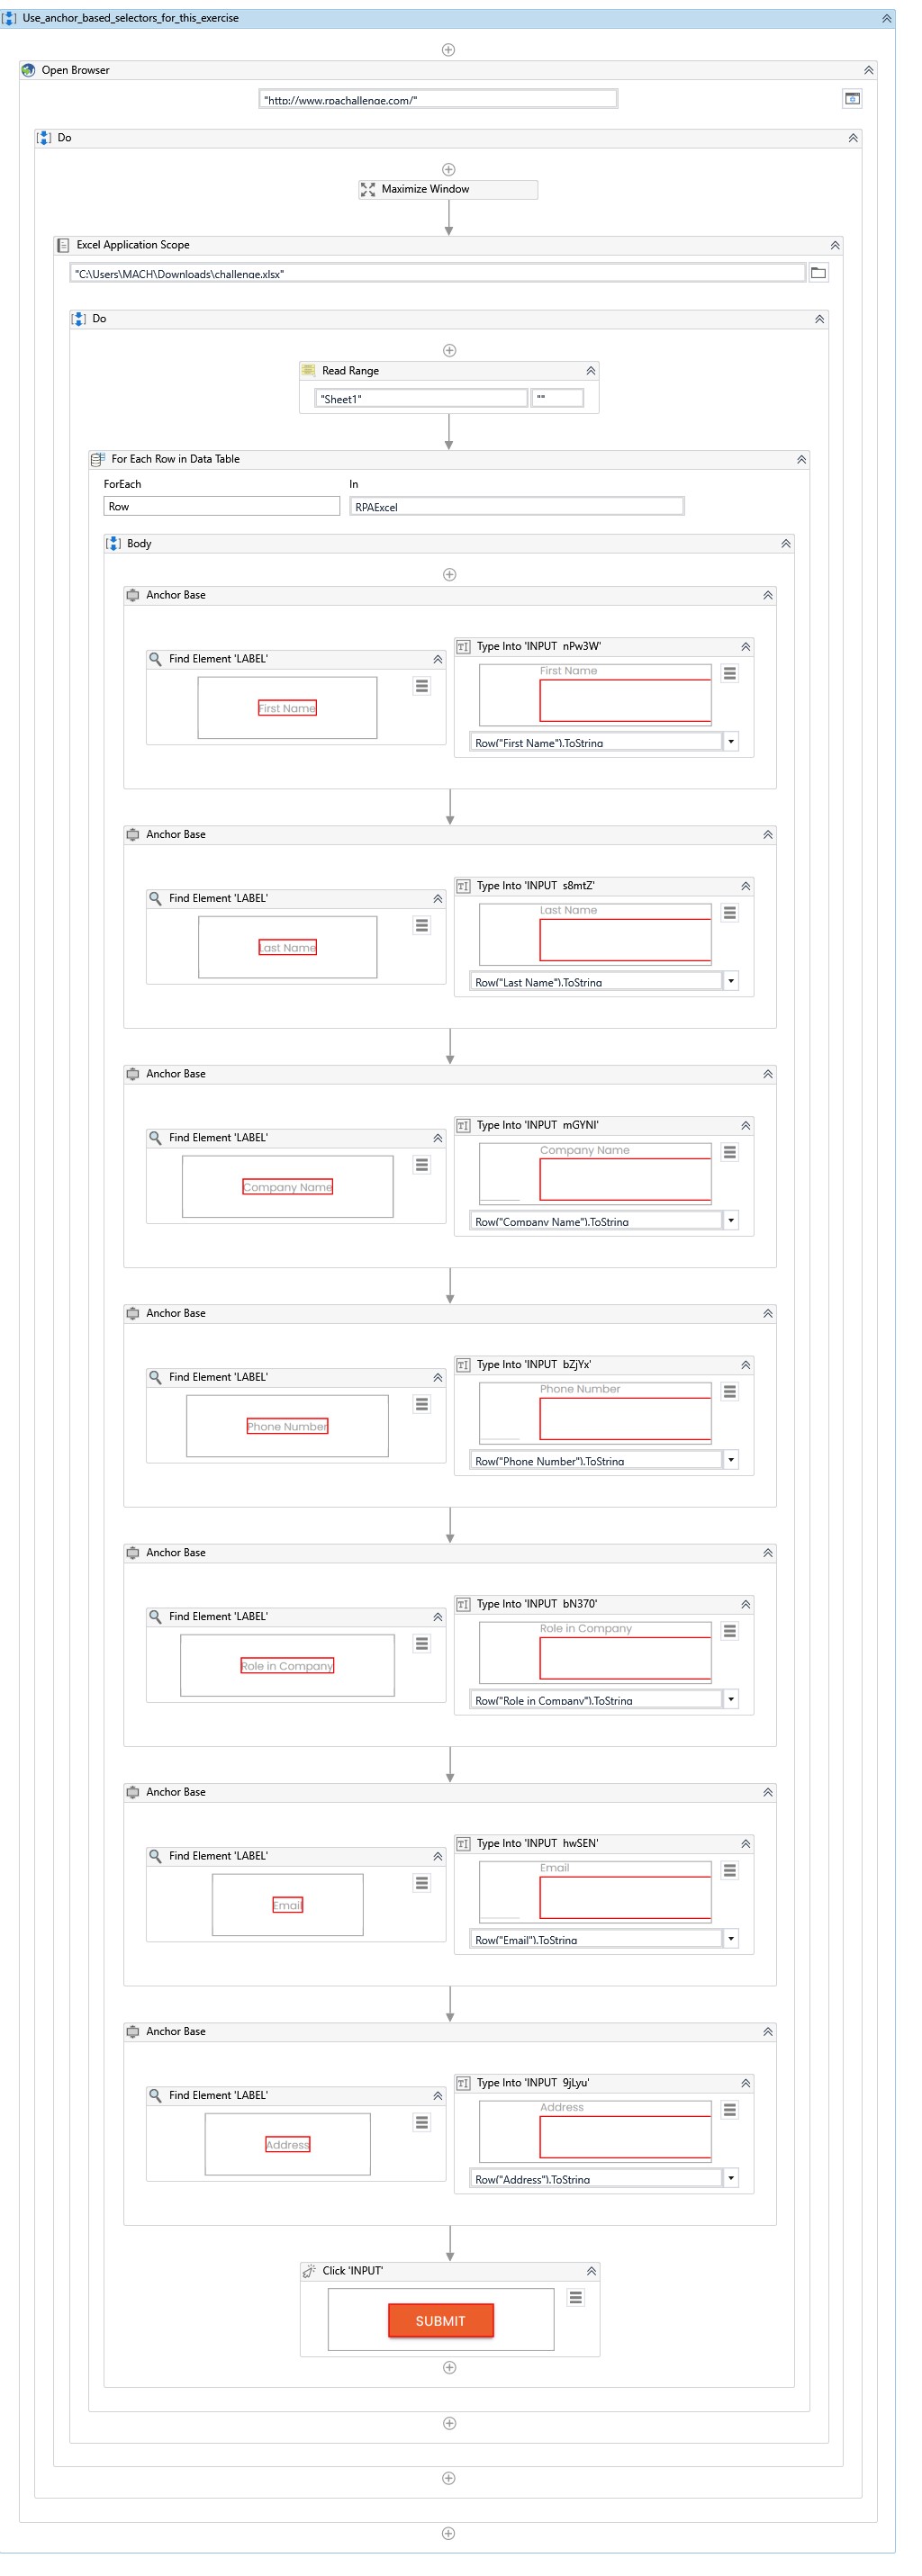 Use_anchor_based_selectors_for_this_exercise
Open Browser
"http://www.rpachallenge.com/"
Do
Maximize Window
Excel Application Scope
"C:\Users\MACH\Downloads\challenge.xlsx"
Do
Read Range
"Sheet1" ""
For Each Row in Data Table
ForEach In
Row RPAExcel
Body
Anchor Base
Find Element 'LABEL'
First Name
Type Into 'INPUT nPw3W'
First Name
Row("First Name").ToString
Anchor Base
Find Element 'LABEL'
Last Name
Type Into 'INPUT s8mtZ'
Last Name
Row("Last Name").ToString
Anchor Base
Find Element 'LABEL'
Company Name
Type Into 'INPUT mGYNI'
Company Name
Row("Company Name").ToString
Anchor Base
Find Element 'LABEL'
Phone Number
Type Into 'INPUT bZjYx'
Phone Number
Row("Phone Number").ToString
Anchor Base
Find Element 'LABEL'
Role in Company
Type Into 'INPUT bN370'
Role in Company
Row("Role in Company").ToString
Anchor Base
Find Element 'LABEL'
Email
Type Into 'INPUT hwSEN'
Email
Row("Email").ToString
Anchor Base
Find Element 'LABEL'
Address
Type Into 'INPUT 9jLyu'
Address
Row("Address").ToString
Click 'INPUT'
SUBMIT